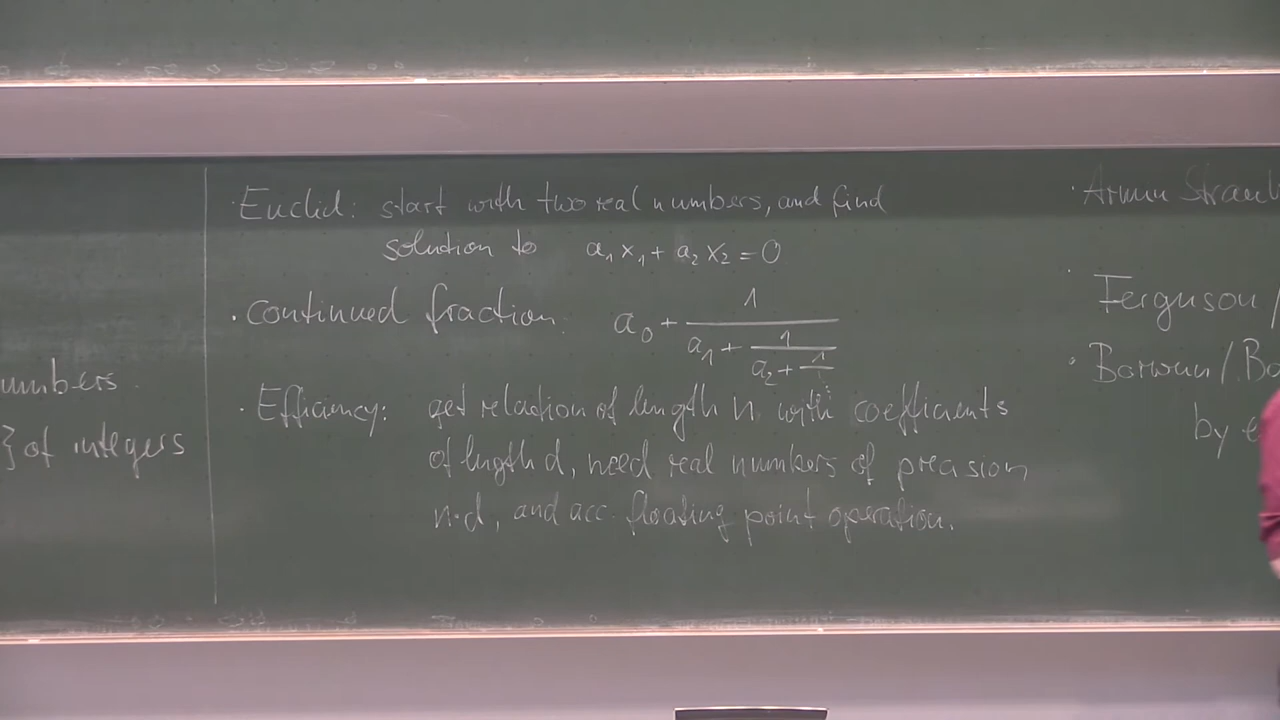 umbers.
} of integers
· Euclid: start with two real numbers, and find
solution to a₁x₁ + a₂x₂ = 0
· continued fraction: a₀ + 1/(a₁ + 1/(a₂ + 1/⋱))
· Efficiency: get relation of length n with coefficients
of length d, need real numbers of precision
n·d, and acc. floating point operation.
· Armin
· Ferguson/
· Borwein/
by